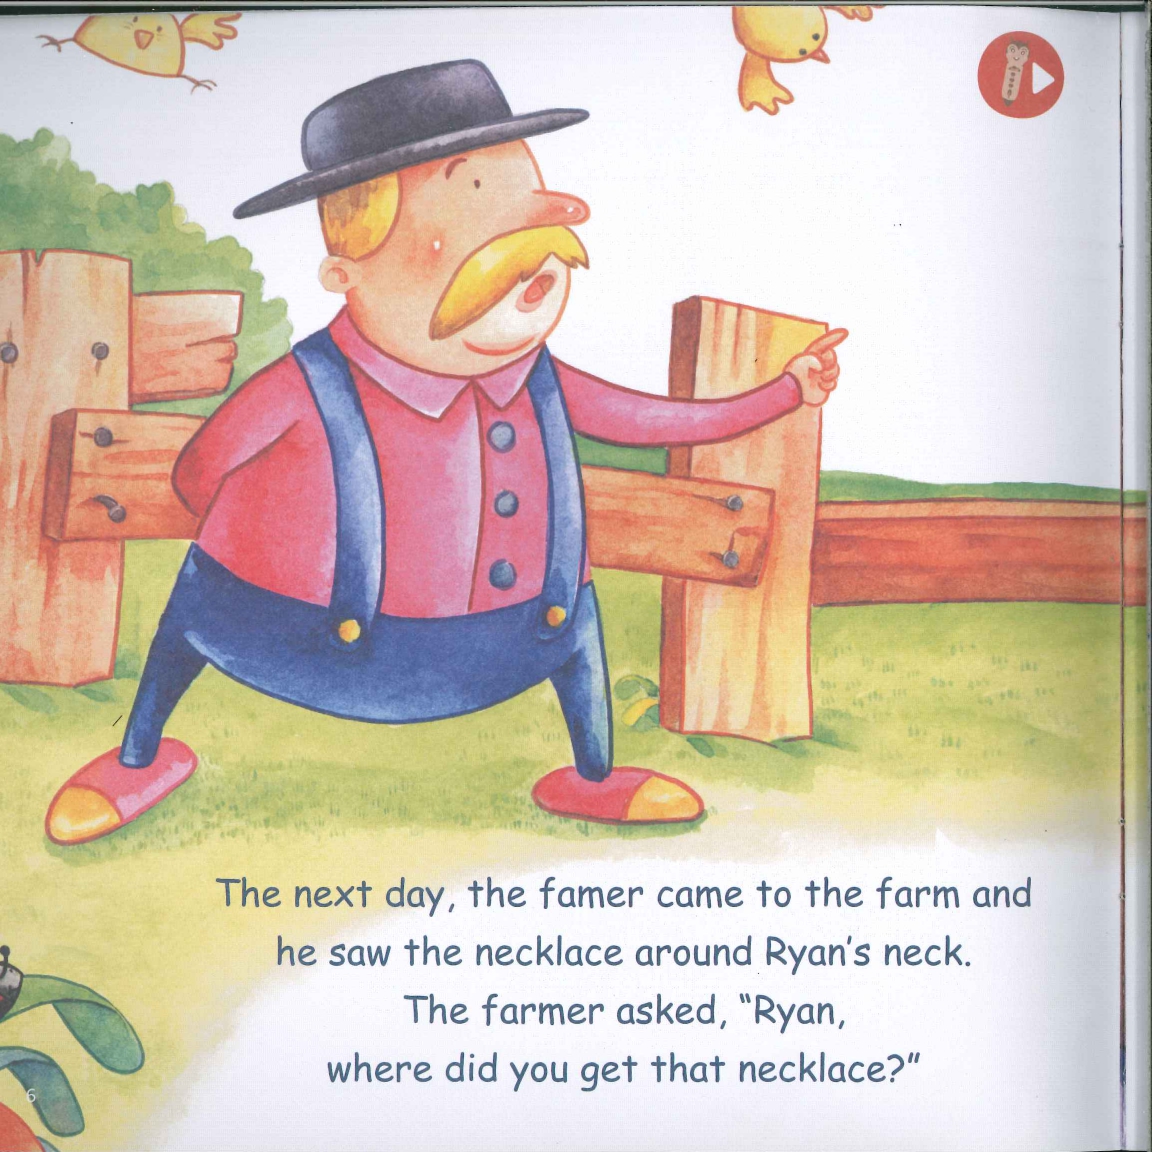 The next day, the famer came to the farm and
he saw the necklace around Ryan's neck.
The farmer asked, “Ryan,
where did you get that necklace?”
6